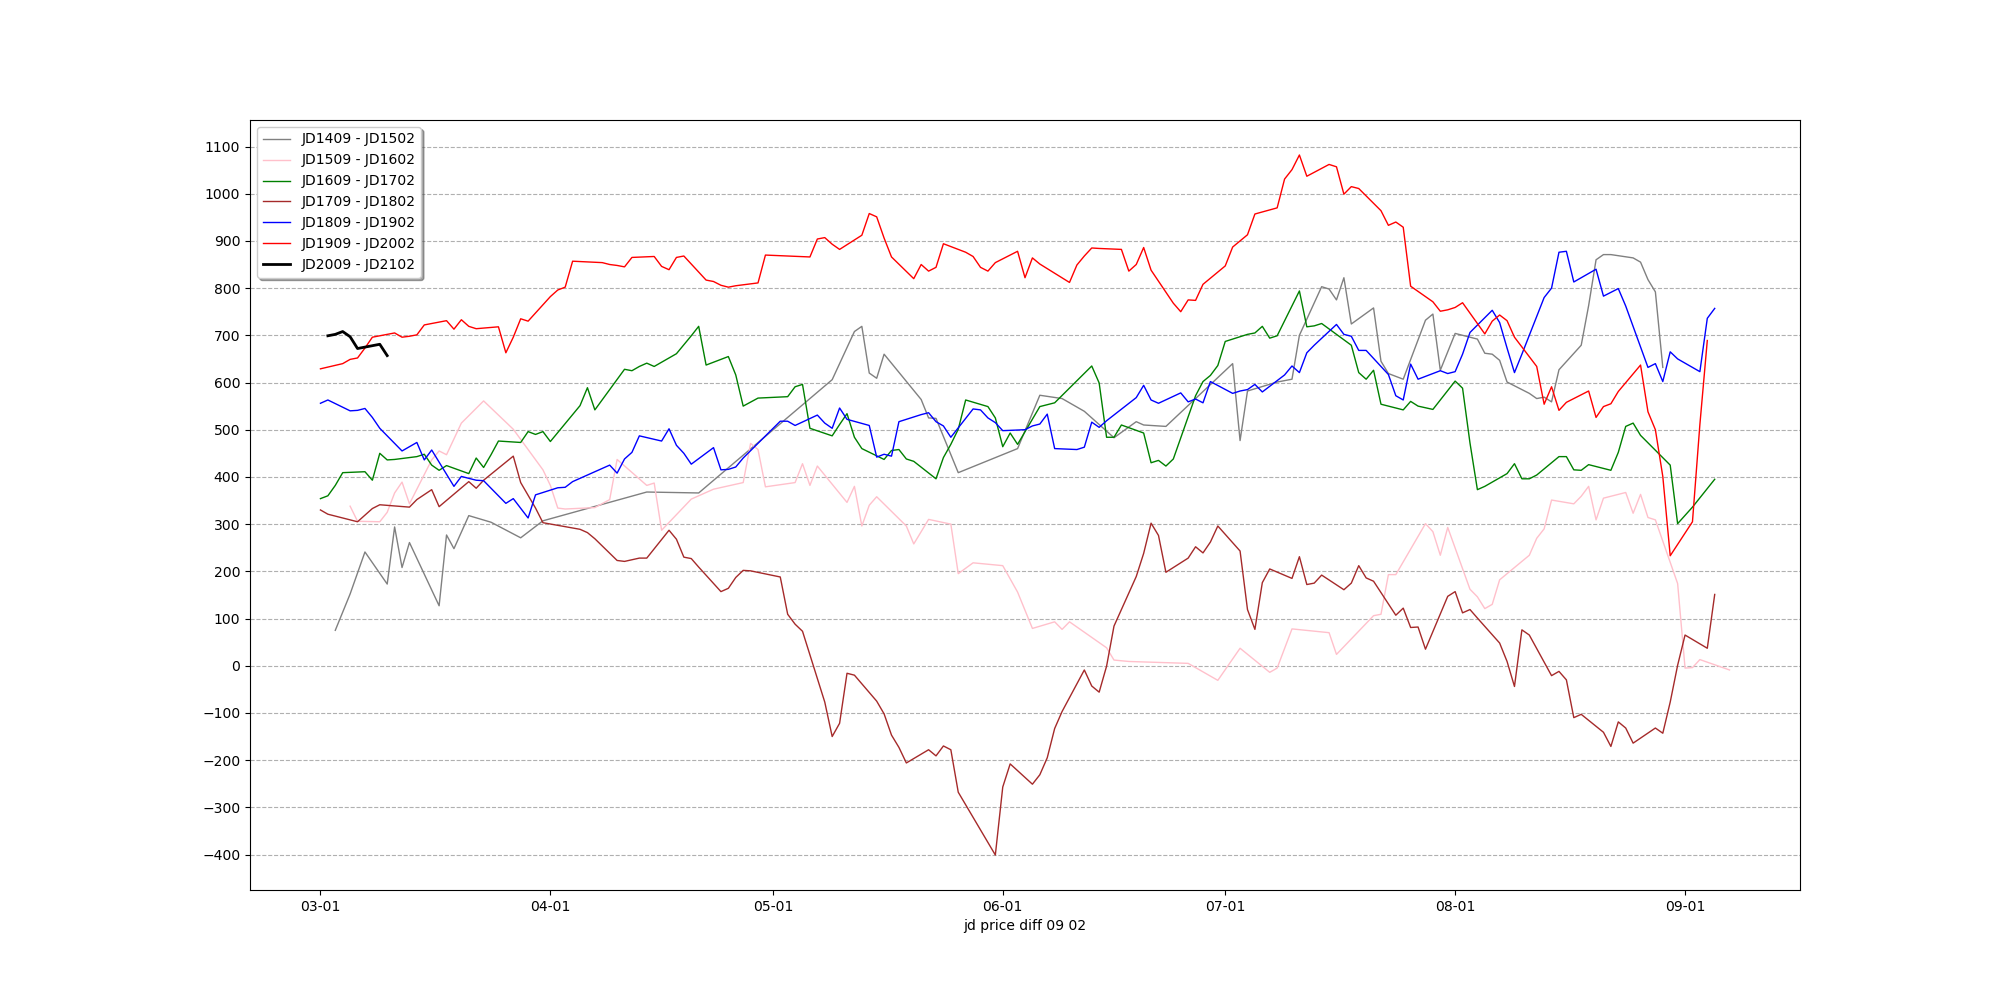 JD1409 - JD1502
JD1509 - JD1602
JD1609 - JD1702
JD1709 - JD1802
JD1809 - JD1902
JD1909 - JD2002
JD2009 - JD2102
1100
1000
900
800
700
600
500
400
300
200
100
0
−100
−200
−300
−400
03-01 04-01 05-01 06-01 07-01 08-01 09-01
jd price diff 09 02